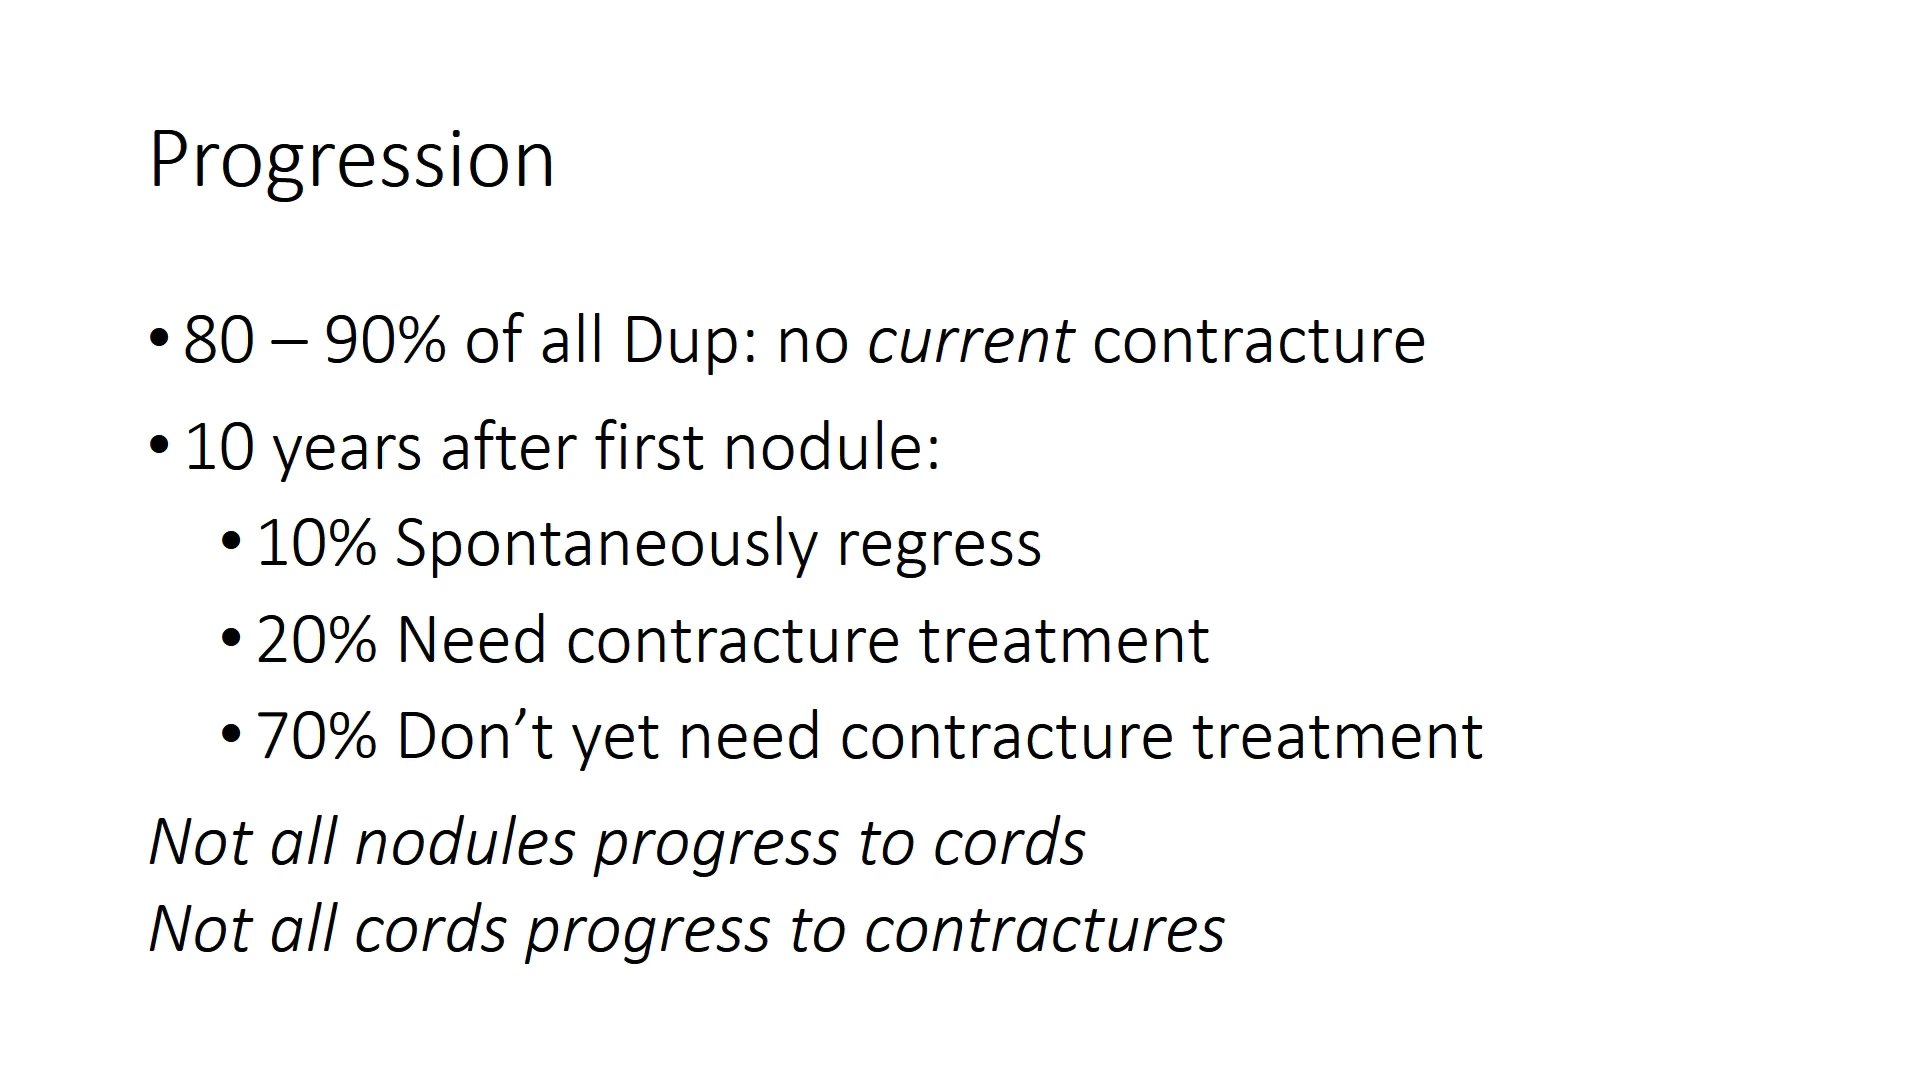 Progression
• 80 – 90% of all Dup: no current contracture
• 10 years after first nodule:
• 10% Spontaneously regress
• 20% Need contracture treatment
• 70% Don’t yet need contracture treatment
Not all nodules progress to cords
Not all cords progress to contractures